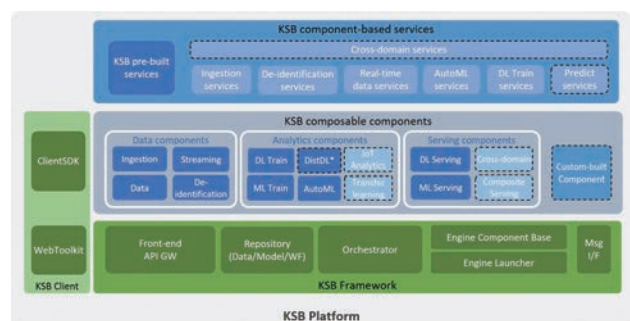 KSB component-based services
KSB pre-built
services
Cross-domain services
Ingestion
services
De-identification
services
Real-time
data services
AutoML
services
DL Train
services
Predict
services
KSB composable components
ClientSDK
Data components
Ingestion
Streaming
Data
De-
identification
Analytics components
DL Train
DistDL*
IoT
Analytics
ML Train
AutoML
Transfer
learning
Serving components
DL Serving
Cross-domain
ML Serving
Composite
Serving
Custom-built
Component
WebToolkit
Front-end
API GW
Repository
(Data/Model/WF)
Orchestrator
Engine Component Base
Engine Launcher
Msg
I/F
KSB Client
KSB Framework
KSB Platform